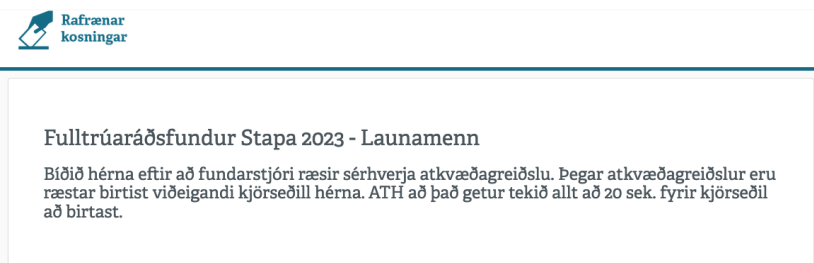 Rafrænar
kosningar
Fulltrúaráðsfundur Stapa 2023 - Launamenn
Bíðið hérna eftir að fundarstjóri ræsir sérhverja atkvæðagreiðslu. Þegar atkvæðagreiðslur eru
ræstar birtist viðeigandi kjörseðill hérna. ATH að það getur tekið allt að 20 sek. fyrir kjörseðil
að birtast.